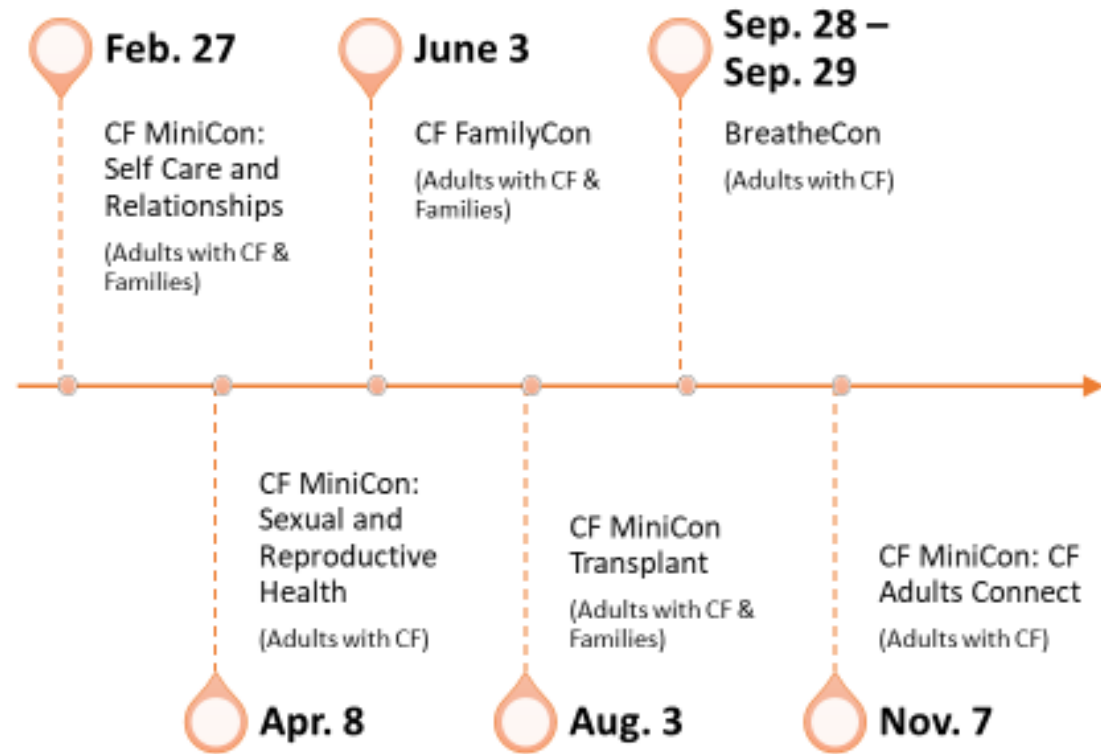 Feb. 27
CF MiniCon:
Self Care and
Relationships
(Adults with CF &
Families)
June 3
CF FamilyCon
(Adults with CF &
Families)
Sep. 28 –
Sep. 29
BreatheCon
(Adults with CF)
CF MiniCon:
Sexual and
Reproductive
Health
(Adults with CF)
Apr. 8
CF MiniCon
Transplant
(Adults with CF &
Families)
Aug. 3
CF MiniCon: CF
Adults Connect
(Adults with CF)
Nov. 7